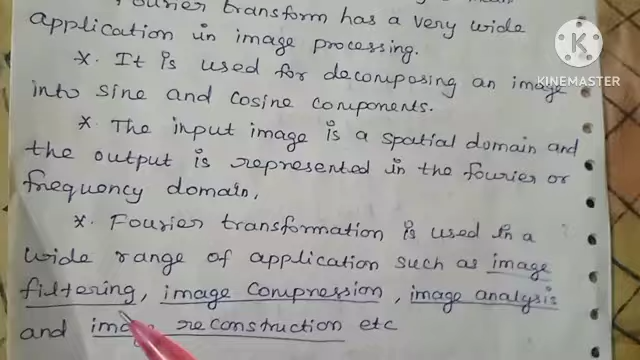 Fourier transform has a very wide
application in image processing.
* It is used for decomposing an image
into sine and cosine components.
* The input image is a spatial domain and
the output is represented in the fourier or
frequency domain.
* Fourier transformation is used in a
wide range of application such as image
filtering, image compression, image analysis
and image reconstruction etc
KINEMASTER